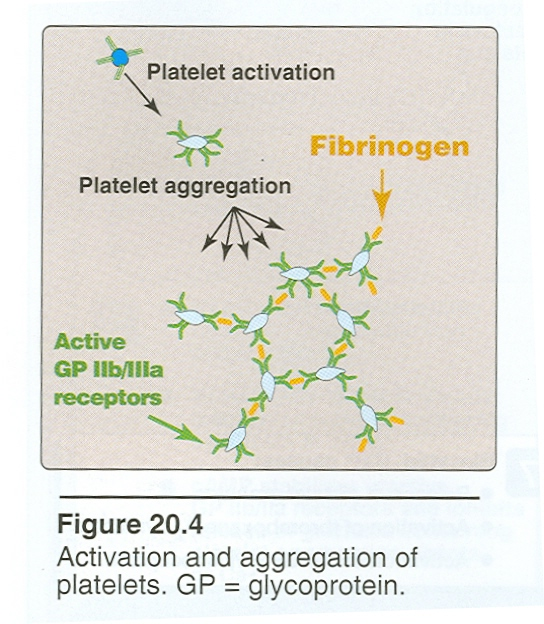 Platelet activation
Fibrinogen
Platelet aggregation
Active
GP IIb/IIIa
receptors
Figure 20.4
Activation and aggregation of
platelets. GP = glycoprotein.